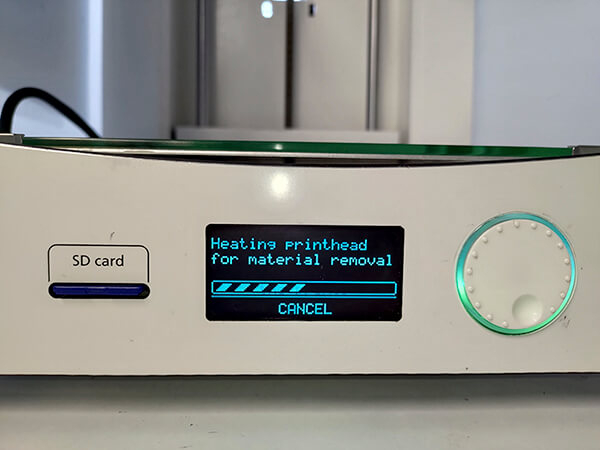 SD card
Heating printhead
for material removal
CANCEL